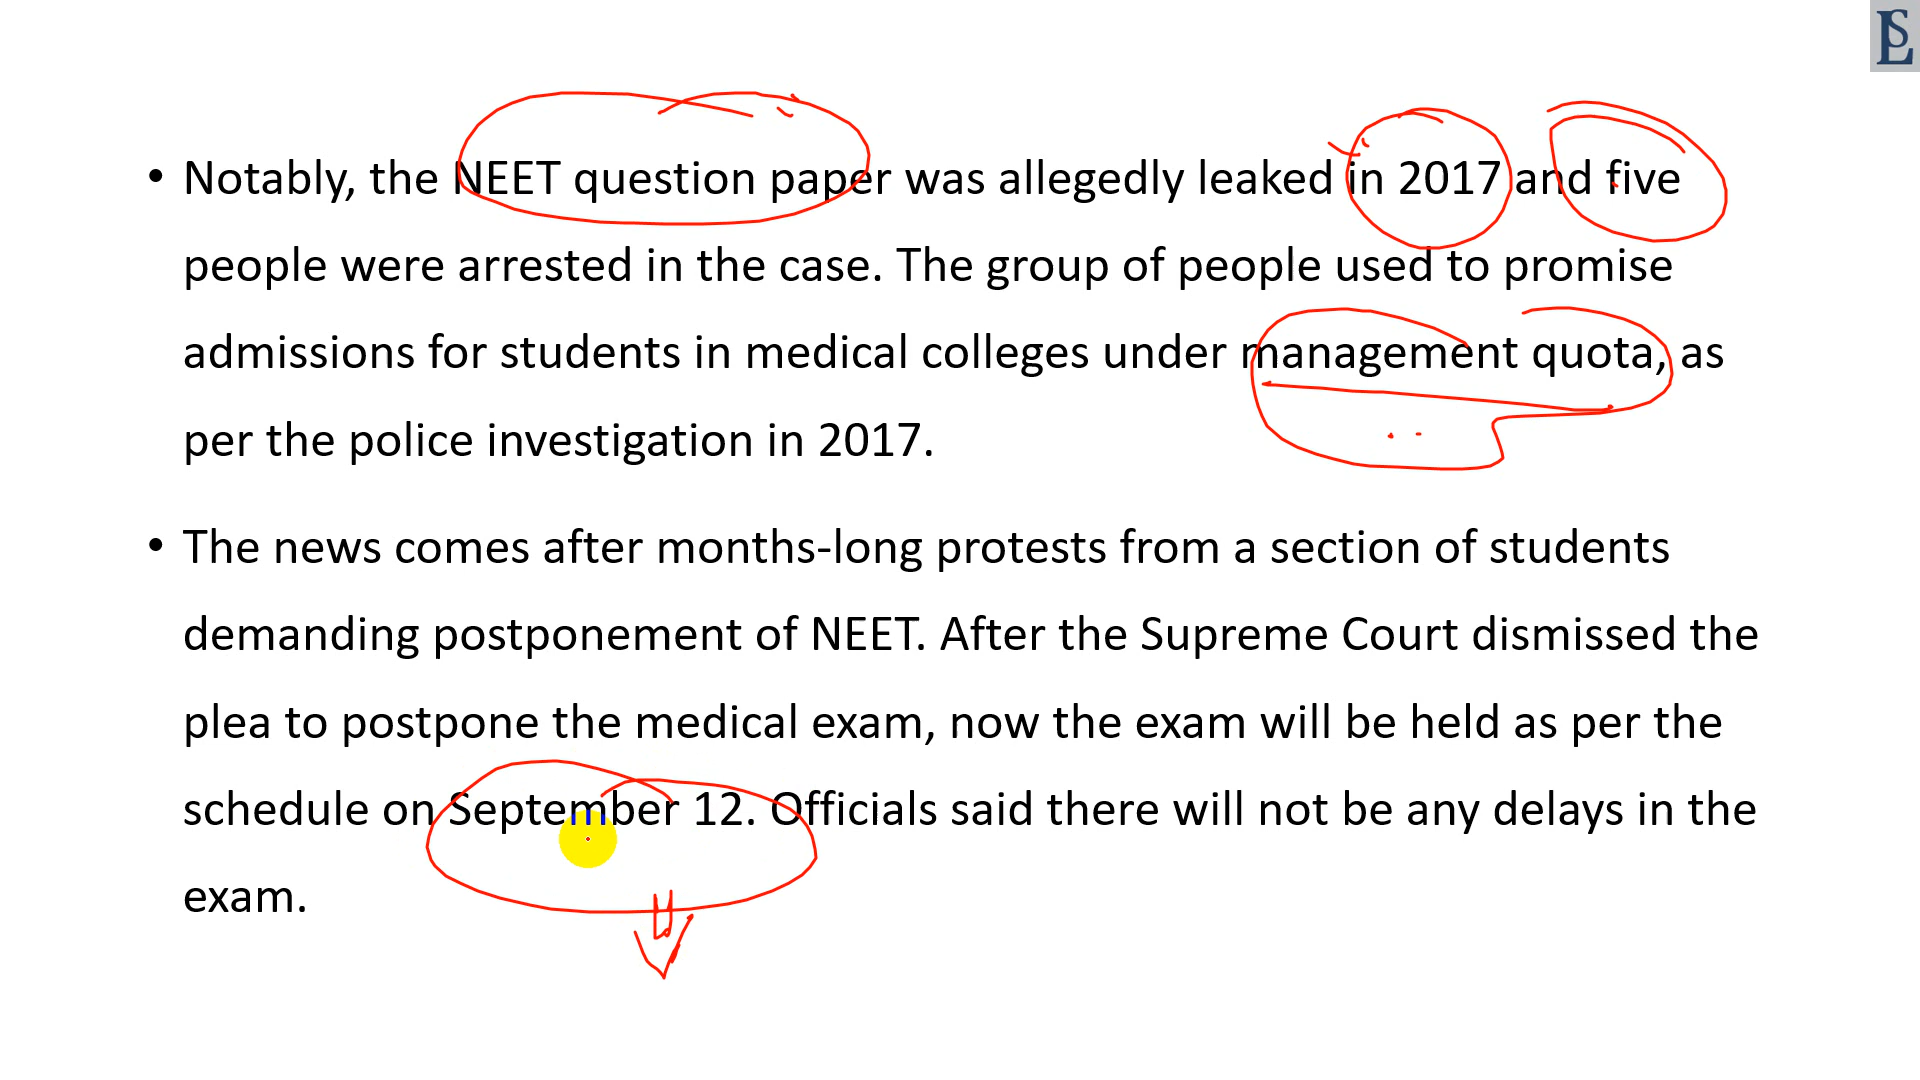 • Notably, the NEET question paper was allegedly leaked in 2017 and five
people were arrested in the case. The group of people used to promise
admissions for students in medical colleges under management quota, as
per the police investigation in 2017.
• The news comes after months-long protests from a section of students
demanding postponement of NEET. After the Supreme Court dismissed the
plea to postpone the medical exam, now the exam will be held as per the
schedule on September 12. Officials said there will not be any delays in the
exam.